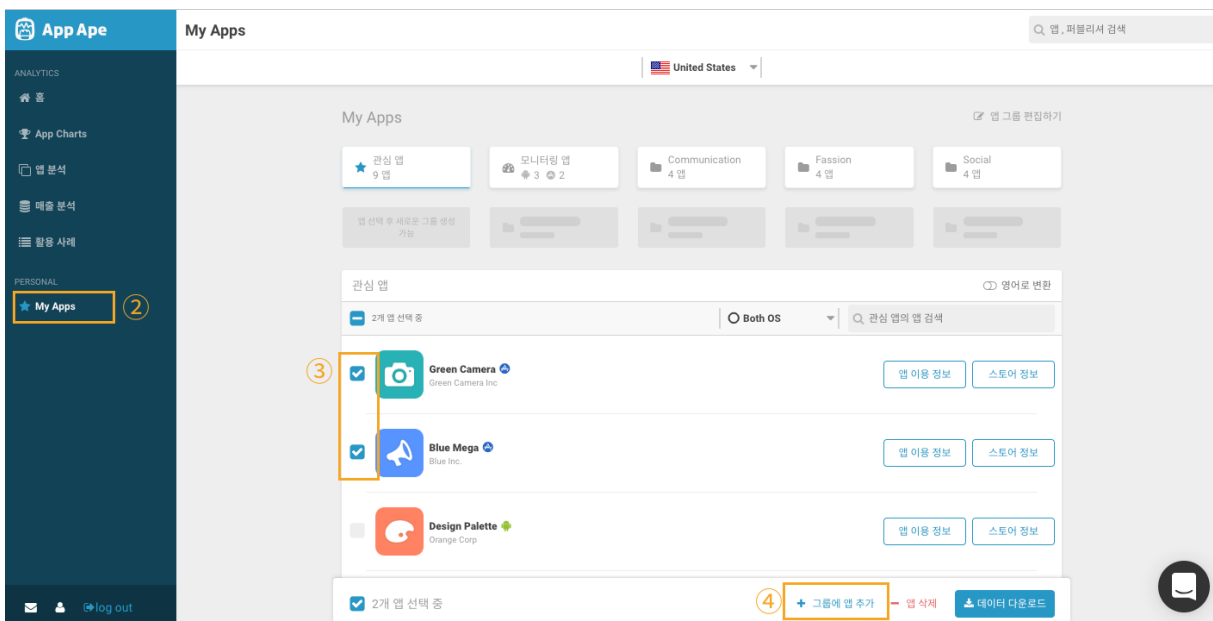 App Ape
My Apps
앱, 퍼블리셔 검색
United States
ANALYTICS
홈
App Charts
앱 분석
매출 분석
활용 사례
PERSONAL
My Apps
②
log out
My Apps
앱 그룹 편집하기
관심 앱
9 앱
모니터링 앱
3 2
Communication
4 앱
Fassion
4 앱
Social
4 앱
앱 선택 후 새로운 그룹 생성
가능
관심 앱
영어로 변환
2개 앱 선택 중
Both OS
관심 앱의 앱 검색
③
Green Camera
Green Camera Inc
앱 이용 정보
스토어 정보
Blue Mega
Blue Inc.
앱 이용 정보
스토어 정보
Design Palette
Orange Corp
앱 이용 정보
스토어 정보
2개 앱 선택 중
④
+ 그룹에 앱 추가
− 앱 삭제
데이터 다운로드